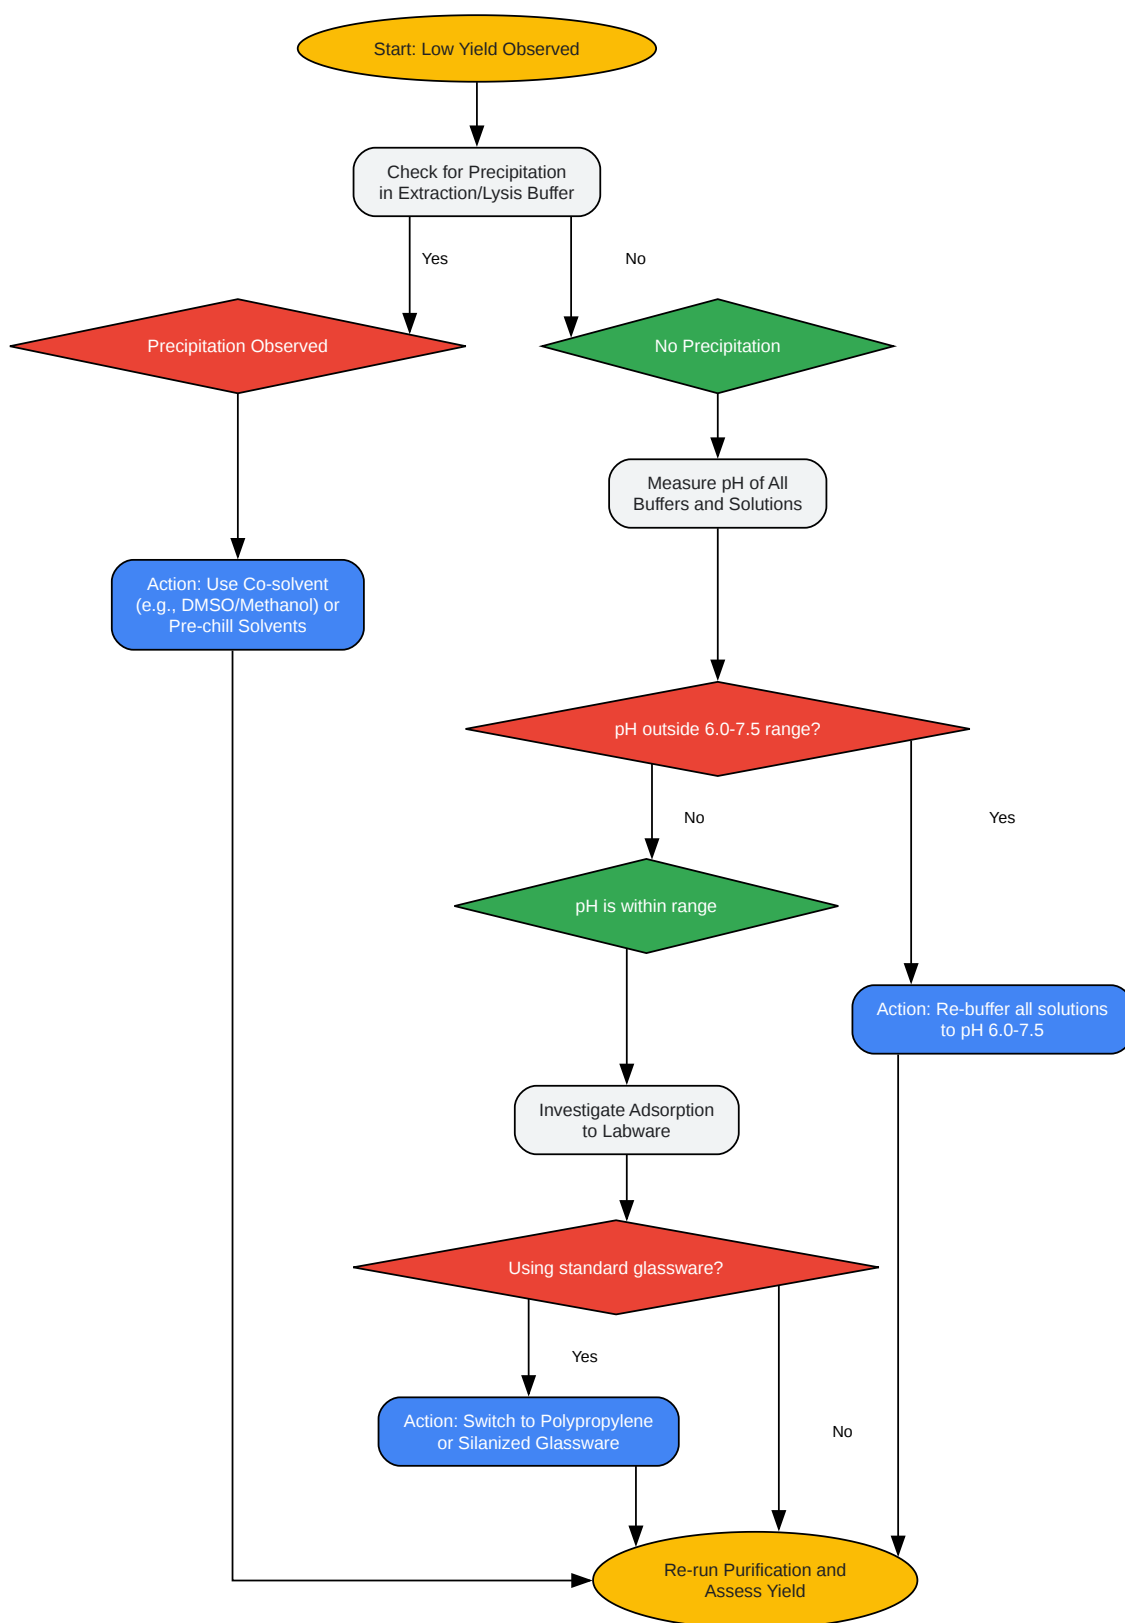 Start: Low Yield Observed
Check for Precipitation
in Extraction/Lysis Buffer
Yes
No
Precipitation Observed
No Precipitation
Measure pH of All
Buffers and Solutions
Action: Use Co-solvent
(e.g., DMSO/Methanol) or
Pre-chill Solvents
pH outside 6.0-7.5 range?
No
Yes
pH is within range
Action: Re-buffer all solutions
to pH 6.0-7.5
Investigate Adsorption
to Labware
Using standard glassware?
Yes
Action: Switch to Polypropylene
or Silanized Glassware
No
Re-run Purification and
Assess Yield